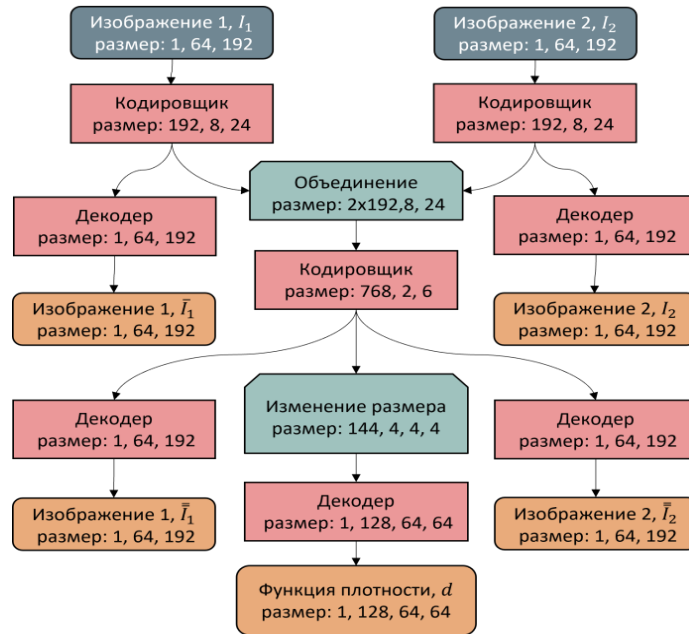 Изображение 1, I₁
размер: 1, 64, 192
Изображение 2, I₂
размер: 1, 64, 192
Кодировщик
размер: 192, 8, 24
Кодировщик
размер: 192, 8, 24
Объединение
размер: 2x192,8, 24
Декодер
размер: 1, 64, 192
Декодер
размер: 1, 64, 192
Кодировщик
размер: 768, 2, 6
Изображение 1, Ī₁
размер: 1, 64, 192
Изображение 2, I₂
размер: 1, 64, 192
Декодер
размер: 1, 64, 192
Изменение размера
размер: 144, 4, 4, 4
Декодер
размер: 1, 64, 192
Декодер
размер: 1, 128, 64, 64
Изображение 1, I̿₁
размер: 1, 64, 192
Изображение 2, I̿₂
размер: 1, 64, 192
Функция плотности, d
размер: 1, 128, 64, 64